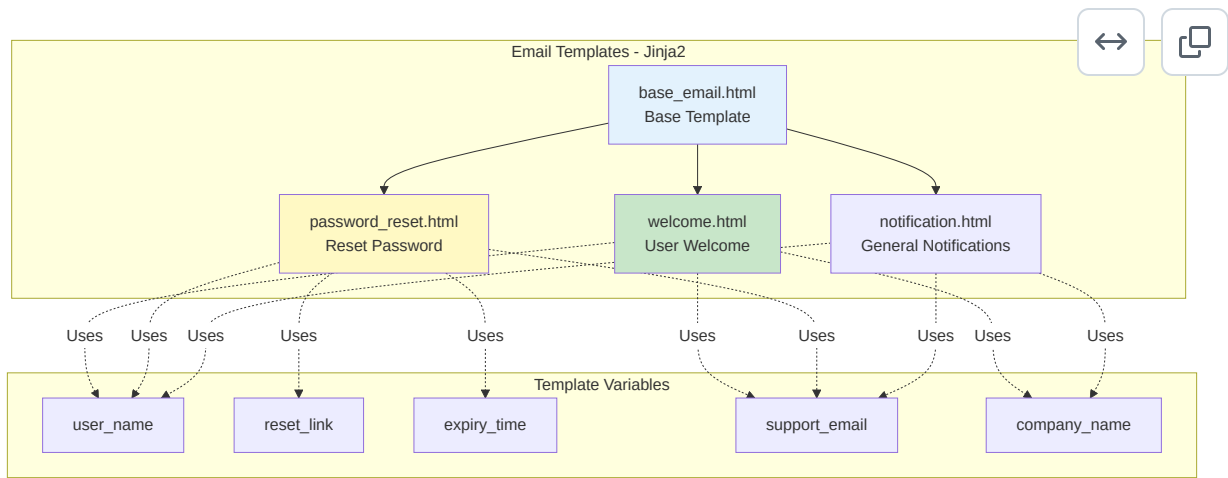 Email Templates - Jinja2
base_email.html
Base Template
password_reset.html
Reset Password
welcome.html
User Welcome
notification.html
General Notifications
Uses
Uses
Uses
Uses
Uses
Uses
Uses
Uses
Uses
Uses
Template Variables
user_name
reset_link
expiry_time
support_email
company_name